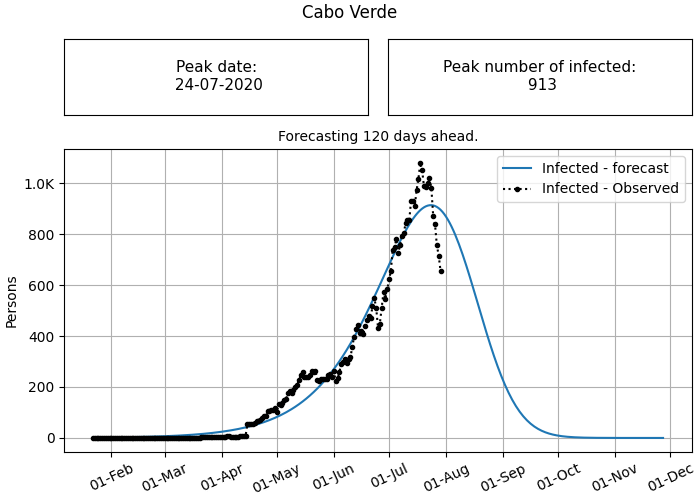 Cabo Verde
Peak date:
24-07-2020
Peak number of infected:
913
Forecasting 120 days ahead.
Infected - forecast
Infected - Observed
Persons
1.0K
800
600
400
200
0
01-Feb
01-Mar
01-Apr
01-May
01-Jun
01-Jul
01-Aug
01-Sep
01-Oct
01-Nov
01-Dec